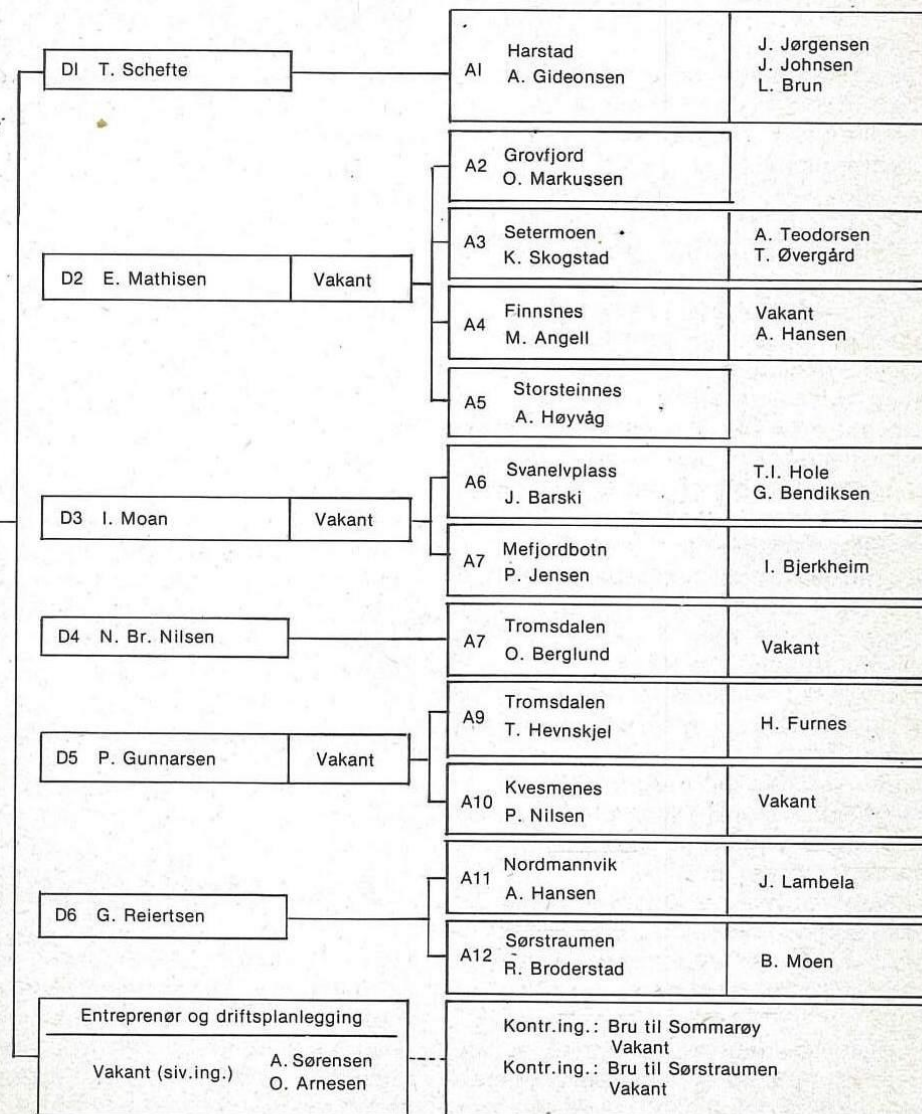 D1 T. Schefte
A1 Harstad
A. Gideonsen
J. Jørgensen
J. Johnsen
L. Brun
D2 E. Mathisen
Vakant
A2 Grovfjord
O. Markussen
A3 Setermoen
K. Skogstad
A. Teodorsen
T. Øvergård
A4 Finnsnes
M. Angell
Vakant
A. Hansen
A5 Storsteinnes
A. Høyvåg
D3 I. Moan
Vakant
A6 Svanelvplass
J. Barski
T.I. Hole
G. Bendiksen
A7 Mefjordbotn
P. Jensen
I. Bjerkheim
D4 N. Br. Nilsen
A7 Tromsdalen
O. Berglund
Vakant
D5 P. Gunnarsen
Vakant
A9 Tromsdalen
T. Hevnskjel
H. Furnes
A10 Kvesmenes
P. Nilsen
Vakant
D6 G. Reiertsen
A11 Nordmannvik
A. Hansen
J. Lambela
A12 Sørstraumen
R. Broderstad
B. Moen
Entreprenør og driftsplanlegging
Vakant (siv.ing.)
A. Sørensen
O. Arnesen
Kontr.ing.: Bru til Sommarøy
Vakant
Kontr.ing.: Bru til Sørstraumen
Vakant